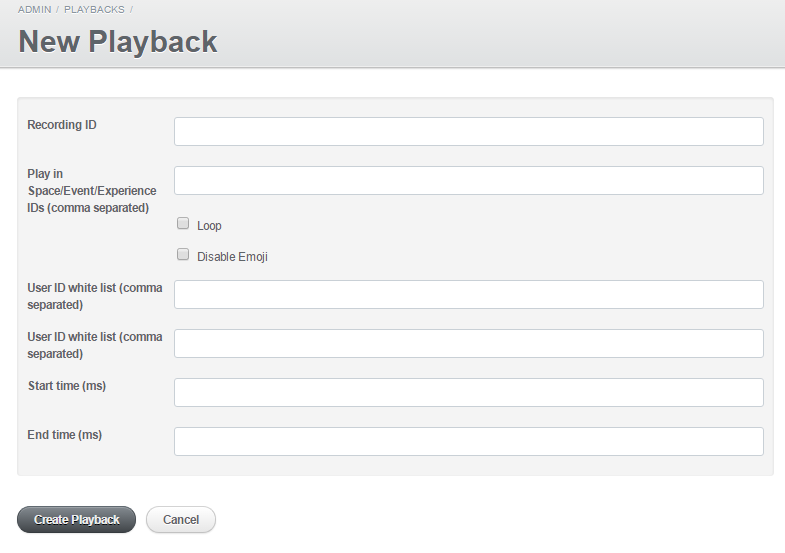 ADMIN / PLAYBACKS /
New Playback
Recording ID
Play in
Space/Event/Experience
IDs (comma separated)
Loop
Disable Emoji
User ID white list (comma
separated)
User ID white list (comma
separated)
Start time (ms)
End time (ms)
Create Playback Cancel